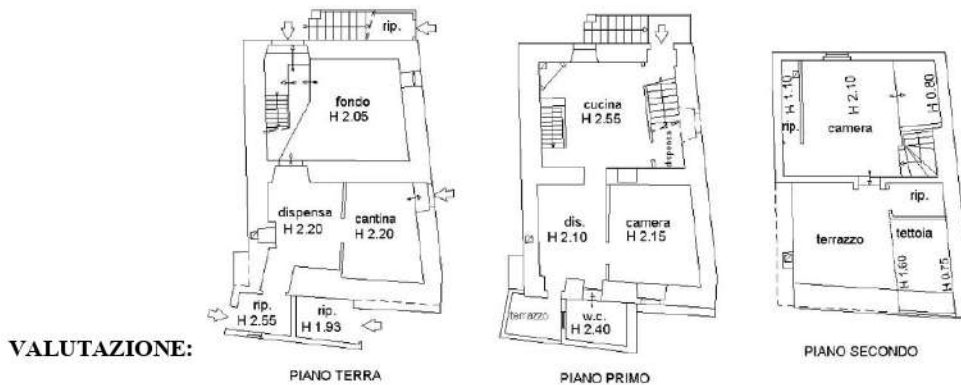 rip.
fondo
H 2.05
dispensa
H 2.20
cantina
H 2.20
rip.
H 2.55
rip.
H 1.93
PIANO TERRA
cucina
H 2.55
dispensa
dis.
H 2.10
camera
H 2.15
terrazzo
w.c.
H 2.40
PIANO PRIMO
H 1.10
rip.
H 2.10
camera
H 0.80
rip.
terrazzo
tettoia
H 1.60
H 0.75
PIANO SECONDO
VALUTAZIONE: